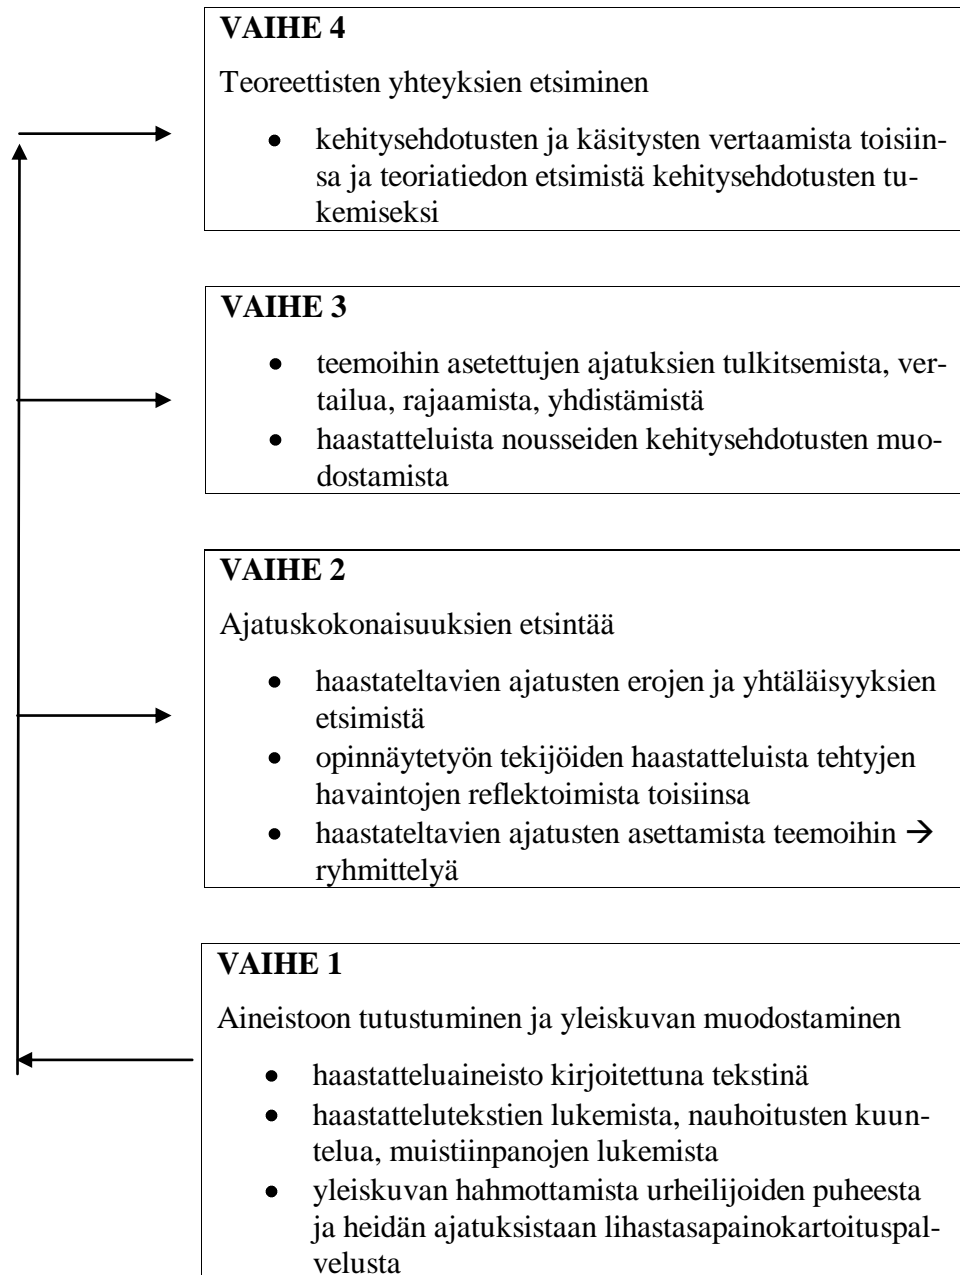 VAIHE 4
Teoreettisten yhteyksien etsiminen
• kehitysehdotusten ja käsitysten vertaamista toisiin-
sa ja teoriatiedon etsimistä kehitysehdotusten tu-
kemiseksi
VAIHE 3
• teemoihin asetettujen ajatuksien tulkitsemista, ver-
tailua, rajaamista, yhdistämistä
• haastatteluista nousseiden kehitysehdotusten muo-
dostamista
VAIHE 2
Ajatuskokonaisuuksien etsintää
• haastateltavien ajatusten erojen ja yhtäläisyyksien
etsimistä
• opinnäytetyön tekijöiden haastatteluista tehtyjen
havaintojen reflektoimista toisiinsa
• haastateltavien ajatusten asettamista teemoihin →
ryhmittelyä
VAIHE 1
Aineistoon tutustuminen ja yleiskuvan muodostaminen
• haastatteluaineisto kirjoitettuna tekstinä
• haastattelutekstien lukemista, nauhoitusten kuun-
telua, muistiinpanojen lukemista
• yleiskuvan hahmottamista urheilijoiden puheesta
ja heidän ajatuksistaan lihastasapainokartoituspal-
velusta